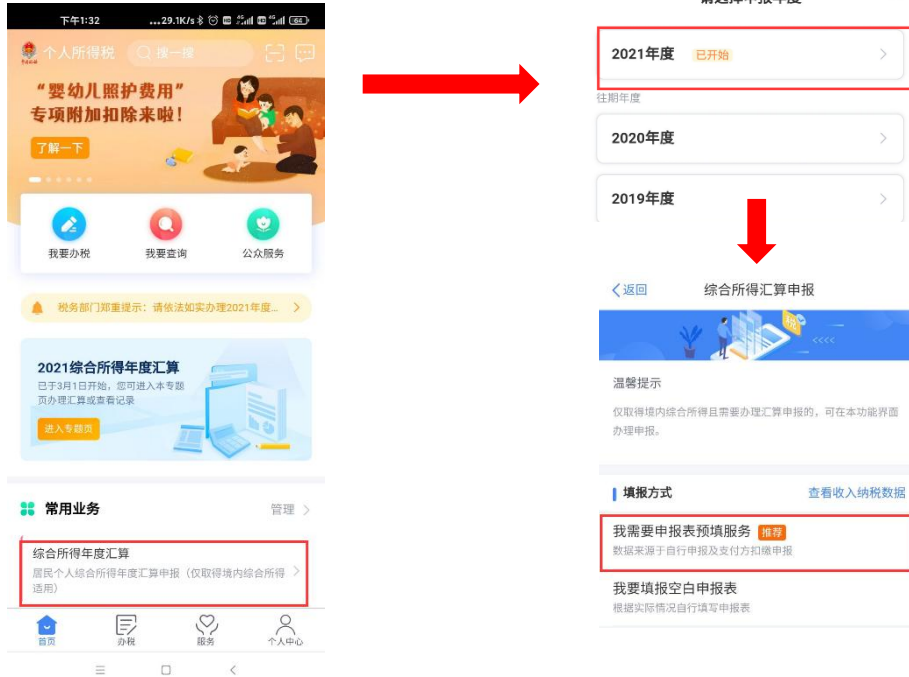 下午1:32
...29.1K/s
64
个人所得税
搜一搜
“婴幼儿照护费用”
专项附加扣除来啦！
了解一下
我要办税
我要查询
公众服务
税务部门郑重提示：请依法如实办理2021年度...
2021综合所得年度汇算
已于3月1日开始，您可进入本专题
页办理汇算或查看记录
进入专题页
常用业务
管理
综合所得年度汇算
居民个人综合所得年度汇算申报（仅取得境内综合所得
适用）
首页
办税
服务
个人中心
请选择申报年度
2021年度 已开始
往期年度
2020年度
2019年度
返回
综合所得汇算申报
税
温馨提示
仅取得境内综合所得且需要办理汇算申报的，可在本功能界面
办理申报。
填报方式
查看收入纳税数据
我需要申报表预填服务 推荐
数据来源于自行申报及支付方扣缴申报
我要填报空白申报表
根据实际情况自行填写申报表